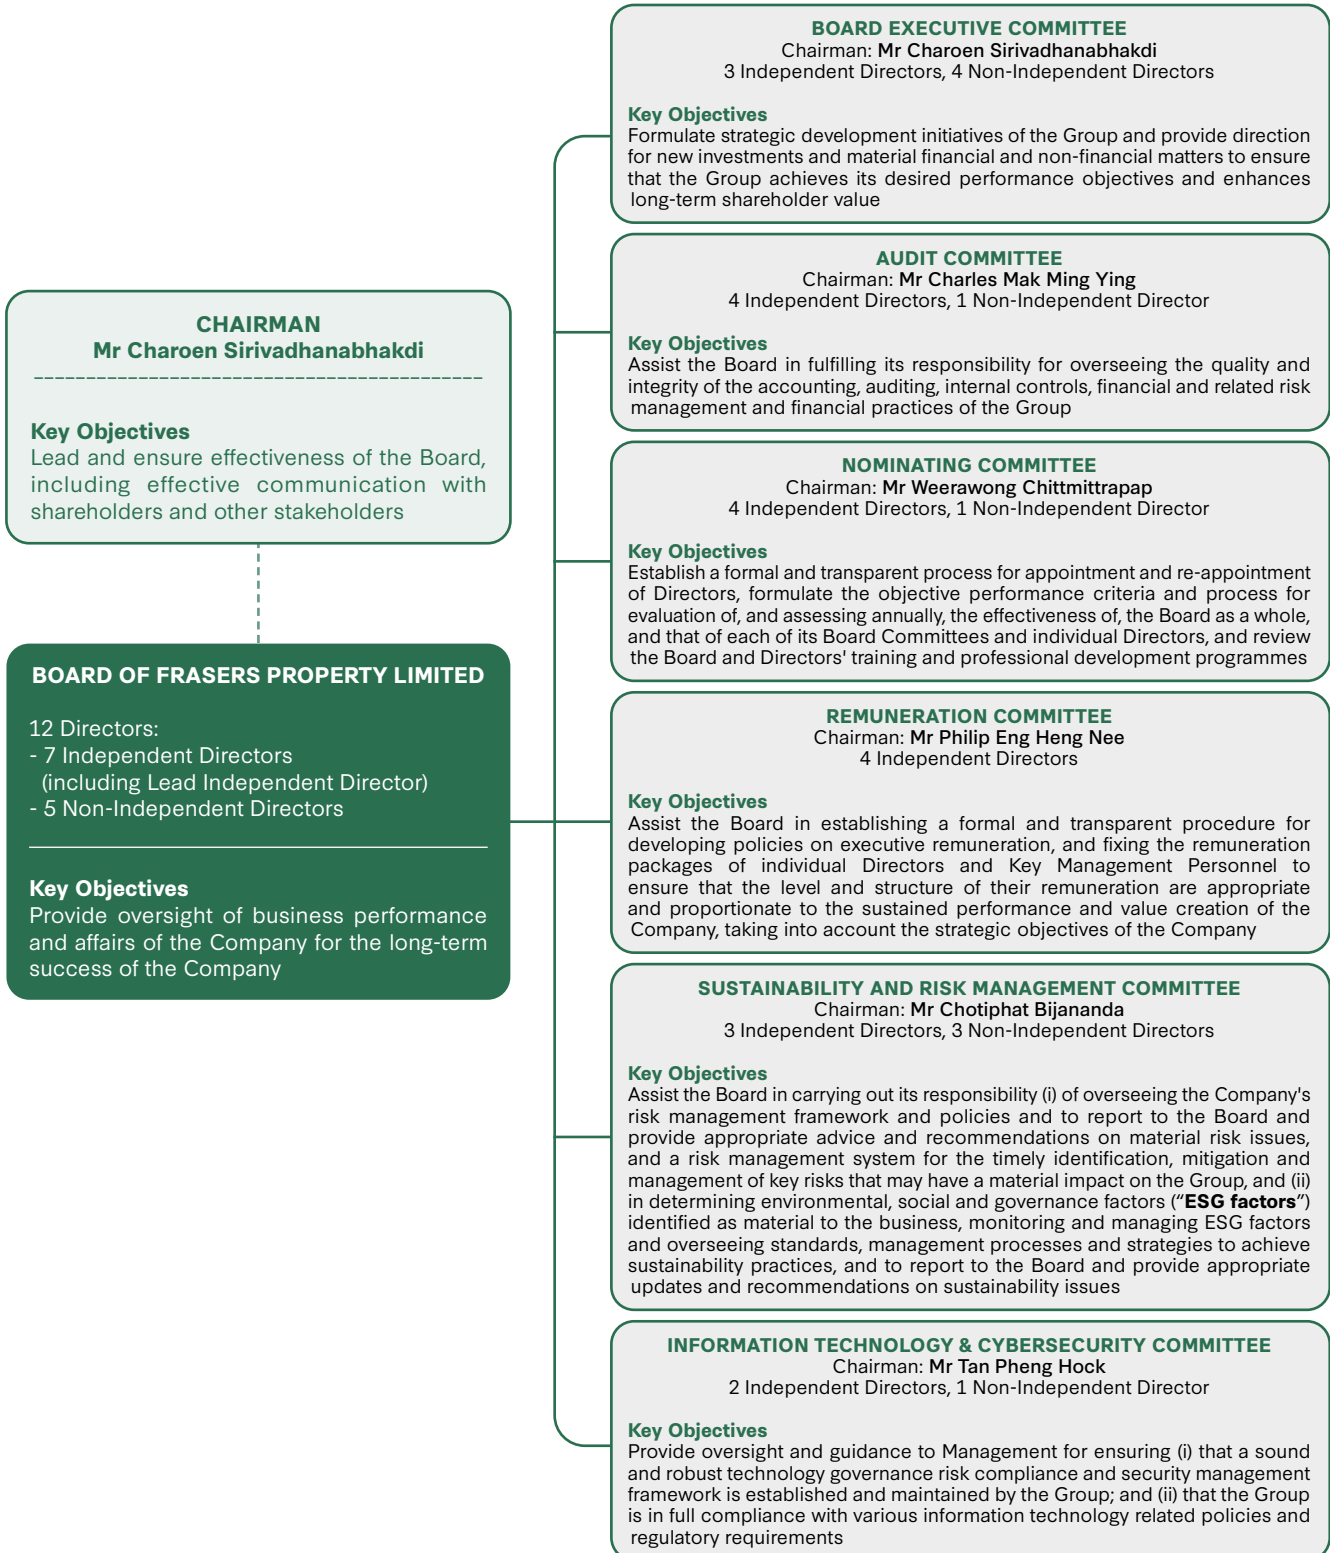 CHAIRMAN
Mr Charoen Sirivadhanabhakdi
Key Objectives
Lead and ensure effectiveness of the Board,
including effective communication with
shareholders and other stakeholders
BOARD OF FRASERS PROPERTY LIMITED
12 Directors:
- 7 Independent Directors
(including Lead Independent Director)
- 5 Non-Independent Directors
Key Objectives
Provide oversight of business performance
and affairs of the Company for the long-term
success of the Company
BOARD EXECUTIVE COMMITTEE
Chairman: Mr Charoen Sirivadhanabhakdi
3 Independent Directors, 4 Non-Independent Directors
Key Objectives
Formulate strategic development initiatives of the Group and provide direction
for new investments and material financial and non-financial matters to ensure
that the Group achieves its desired performance objectives and enhances
long-term shareholder value
AUDIT COMMITTEE
Chairman: Mr Charles Mak Ming Ying
4 Independent Directors, 1 Non-Independent Director
Key Objectives
Assist the Board in fulfilling its responsibility for overseeing the quality and
integrity of the accounting, auditing, internal controls, financial and related risk
management and financial practices of the Group
NOMINATING COMMITTEE
Chairman: Mr Weerawong Chittmittrapap
4 Independent Directors, 1 Non-Independent Director
Key Objectives
Establish a formal and transparent process for appointment and re-appointment
of Directors, formulate the objective performance criteria and process for
evaluation of, and assessing annually, the effectiveness of, the Board as a whole,
and that of each of its Board Committees and individual Directors, and review
the Board and Directors' training and professional development programmes
REMUNERATION COMMITTEE
Chairman: Mr Philip Eng Heng Nee
4 Independent Directors
Key Objectives
Assist the Board in establishing a formal and transparent procedure for
developing policies on executive remuneration, and fixing the remuneration
packages of individual Directors and Key Management Personnel to
ensure that the level and structure of their remuneration are appropriate
and proportionate to the sustained performance and value creation of the
Company, taking into account the strategic objectives of the Company
SUSTAINABILITY AND RISK MANAGEMENT COMMITTEE
Chairman: Mr Chotiphat Bijananda
3 Independent Directors, 3 Non-Independent Directors
Key Objectives
Assist the Board in carrying out its responsibility (i) of overseeing the Company's
risk management framework and policies and to report to the Board and
provide appropriate advice and recommendations on material risk issues,
and a risk management system for the timely identification, mitigation and
management of key risks that may have a material impact on the Group, and (ii)
in determining environmental, social and governance factors (“ESG factors”)
identified as material to the business, monitoring and managing ESG factors
and overseeing standards, management processes and strategies to achieve
sustainability practices, and to report to the Board and provide appropriate
updates and recommendations on sustainability issues
INFORMATION TECHNOLOGY & CYBERSECURITY COMMITTEE
Chairman: Mr Tan Pheng Hock
2 Independent Directors, 1 Non-Independent Director
Key Objectives
Provide oversight and guidance to Management for ensuring (i) that a sound
and robust technology governance risk compliance and security management
framework is established and maintained by the Group; and (ii) that the Group
is in full compliance with various information technology related policies and
regulatory requirements